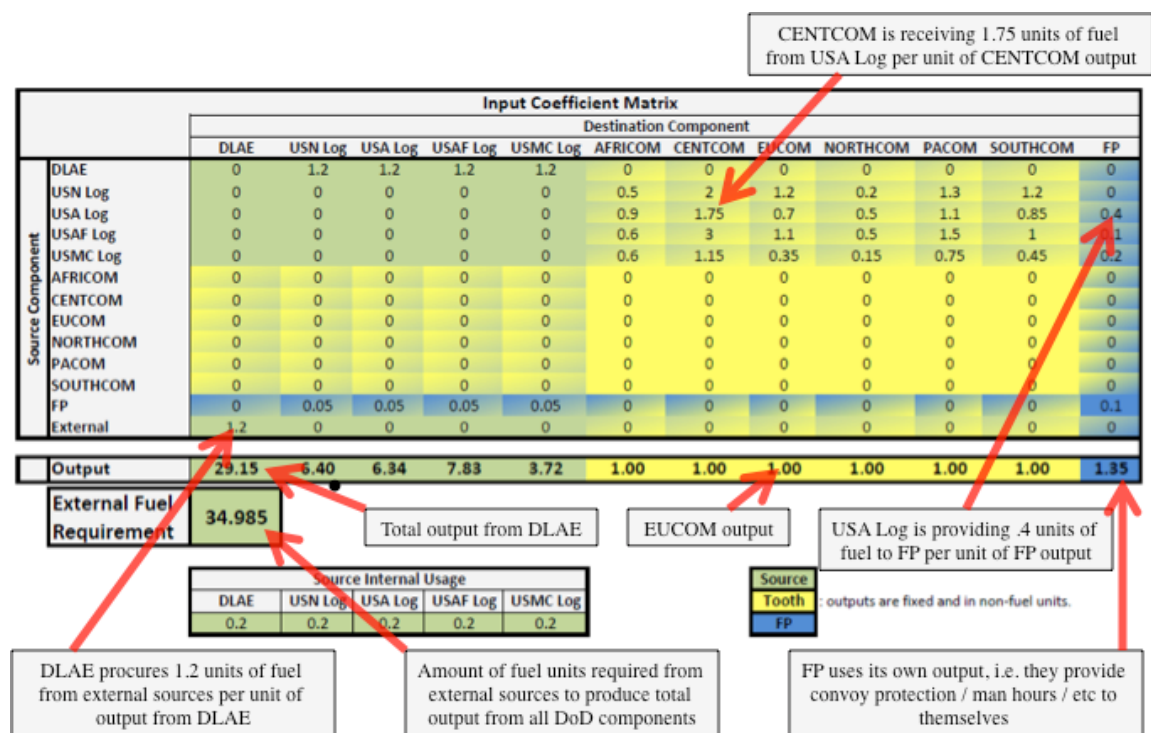 CENTCOM is receiving 1.75 units of fuel
from USA Log per unit of CENTCOM output
Input Coefficient Matrix
Destination Component
DLAE USN Log USA Log USAF Log USMC Log AFRICOM CENTCOM EUCOM NORTHCOM PACOM SOUTHCOM FP
Source Component
DLAE 0 1.2 1.2 1.2 1.2 0 0 0 0 0 0 0
USN Log 0 0 0 0 0 0.5 2 1.2 0.2 1.3 1.2 0
USA Log 0 0 0 0 0 0.9 1.75 0.7 0.5 1.1 0.85 0.4
USAF Log 0 0 0 0 0 0.6 3 1.1 0.5 1.5 1 0.1
USMC Log 0 0 0 0 0 0.6 1.15 0.35 0.15 0.75 0.45 0.2
AFRICOM 0 0 0 0 0 0 0 0 0 0 0 0
CENTCOM 0 0 0 0 0 0 0 0 0 0 0 0
EUCOM 0 0 0 0 0 0 0 0 0 0 0 0
NORTHCOM 0 0 0 0 0 0 0 0 0 0 0 0
PACOM 0 0 0 0 0 0 0 0 0 0 0 0
SOUTHCOM 0 0 0 0 0 0 0 0 0 0 0 0
FP 0 0.05 0.05 0.05 0.05 0 0 0 0 0 0 0.1
External 1.2 0 0 0 0 0 0 0 0 0 0 0
Output 29.15 6.40 6.34 7.83 3.72 1.00 1.00 1.00 1.00 1.00 1.00 1.35
External Fuel
Requirement
34.985
Total output from DLAE
EUCOM output
USA Log is providing .4 units of
fuel to FP per unit of FP output
Source Internal Usage
DLAE USN Log USA Log USAF Log USMC Log
0.2 0.2 0.2 0.2 0.2
Source
Tooth : outputs are fixed and in non-fuel units.
FP
DLAE procures 1.2 units of fuel
from external sources per unit of
output from DLAE
Amount of fuel units required from
external sources to produce total
output from all DoD components
FP uses its own output, i.e. they provide
convoy protection / man hours / etc to
themselves